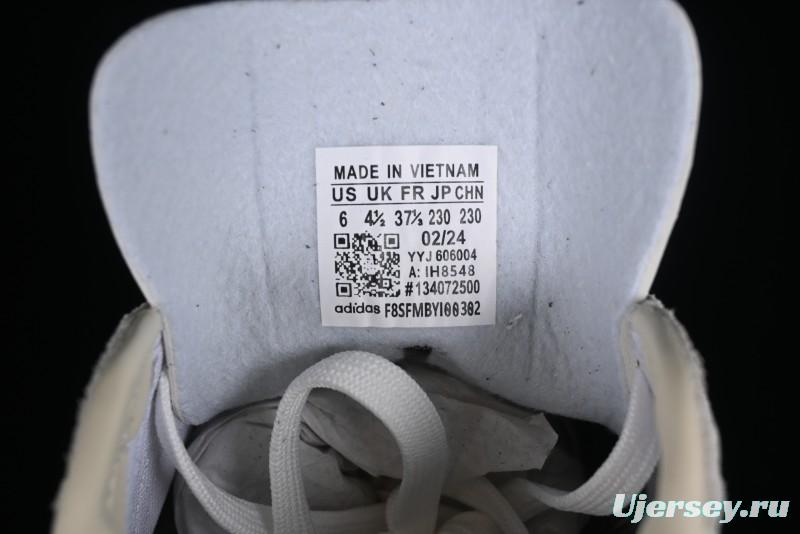 MADE IN VIETNAM
US UK FR JP CHN
6 4½ 37⅓ 230 230
02/24
YYJ 606004
A: IH8548
#134072500
adidas F8SFMBYI00302
Ujersey.ru